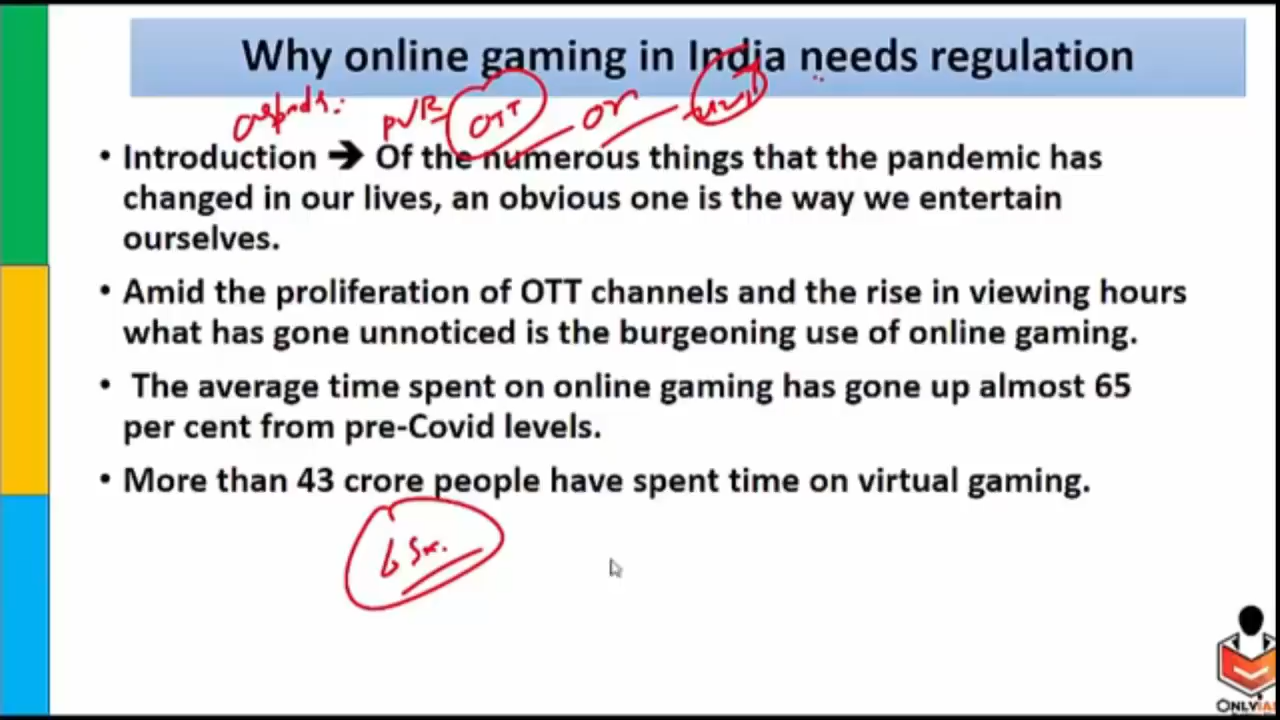 Why online gaming in India needs regulation
PVR OTT or
• Introduction ➔ Of the numerous things that the pandemic has
changed in our lives, an obvious one is the way we entertain
ourselves.
• Amid the proliferation of OTT channels and the rise in viewing hours
what has gone unnoticed is the burgeoning use of online gaming.
• The average time spent on online gaming has gone up almost 65
per cent from pre-Covid levels.
• More than 43 crore people have spent time on virtual gaming.
ONLYIAS